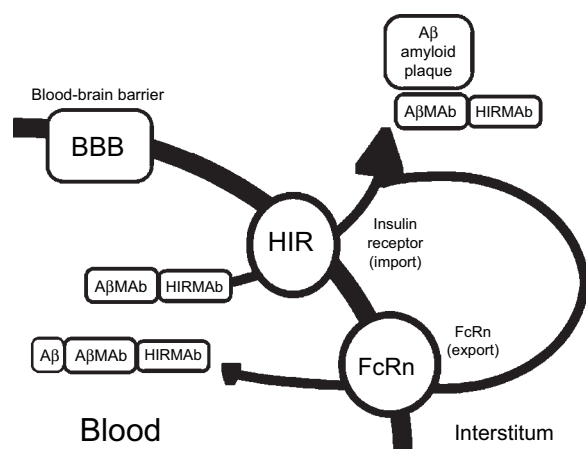 Aβ
amyloid
plaque
AβMAb HIRMAb
Blood-brain barrier
BBB
HIR
Insulin
receptor
(import)
AβMAb HIRMAb
FcRn
(export)
Aβ AβMAb HIRMAb
FcRn
Blood
Interstitum